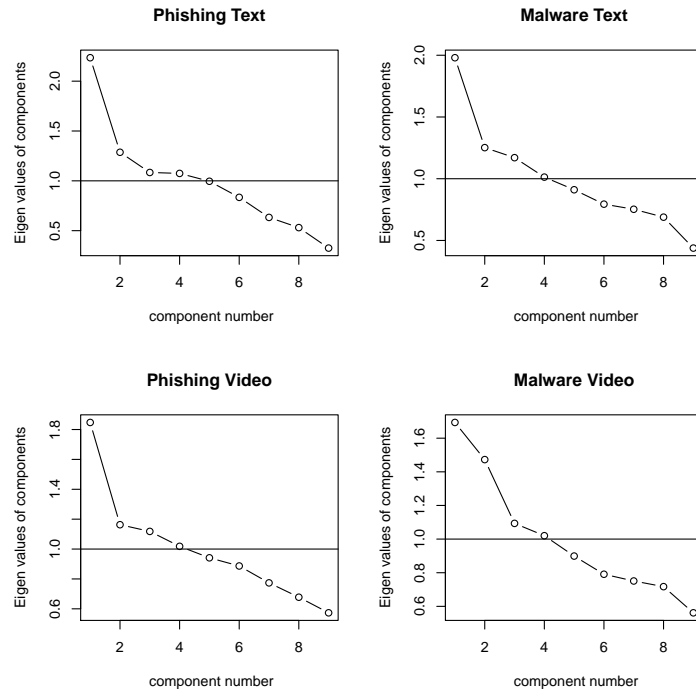 Phishing Text
Eigen values of components
0.5 1.0 1.5 2.0
2 4 6 8
component number
Malware Text
Eigen values of components
0.5 1.0 1.5 2.0
2 4 6 8
component number
Phishing Video
Eigen values of components
0.6 1.0 1.4 1.8
2 4 6 8
component number
Malware Video
Eigen values of components
0.6 0.8 1.0 1.2 1.4 1.6
2 4 6 8
component number